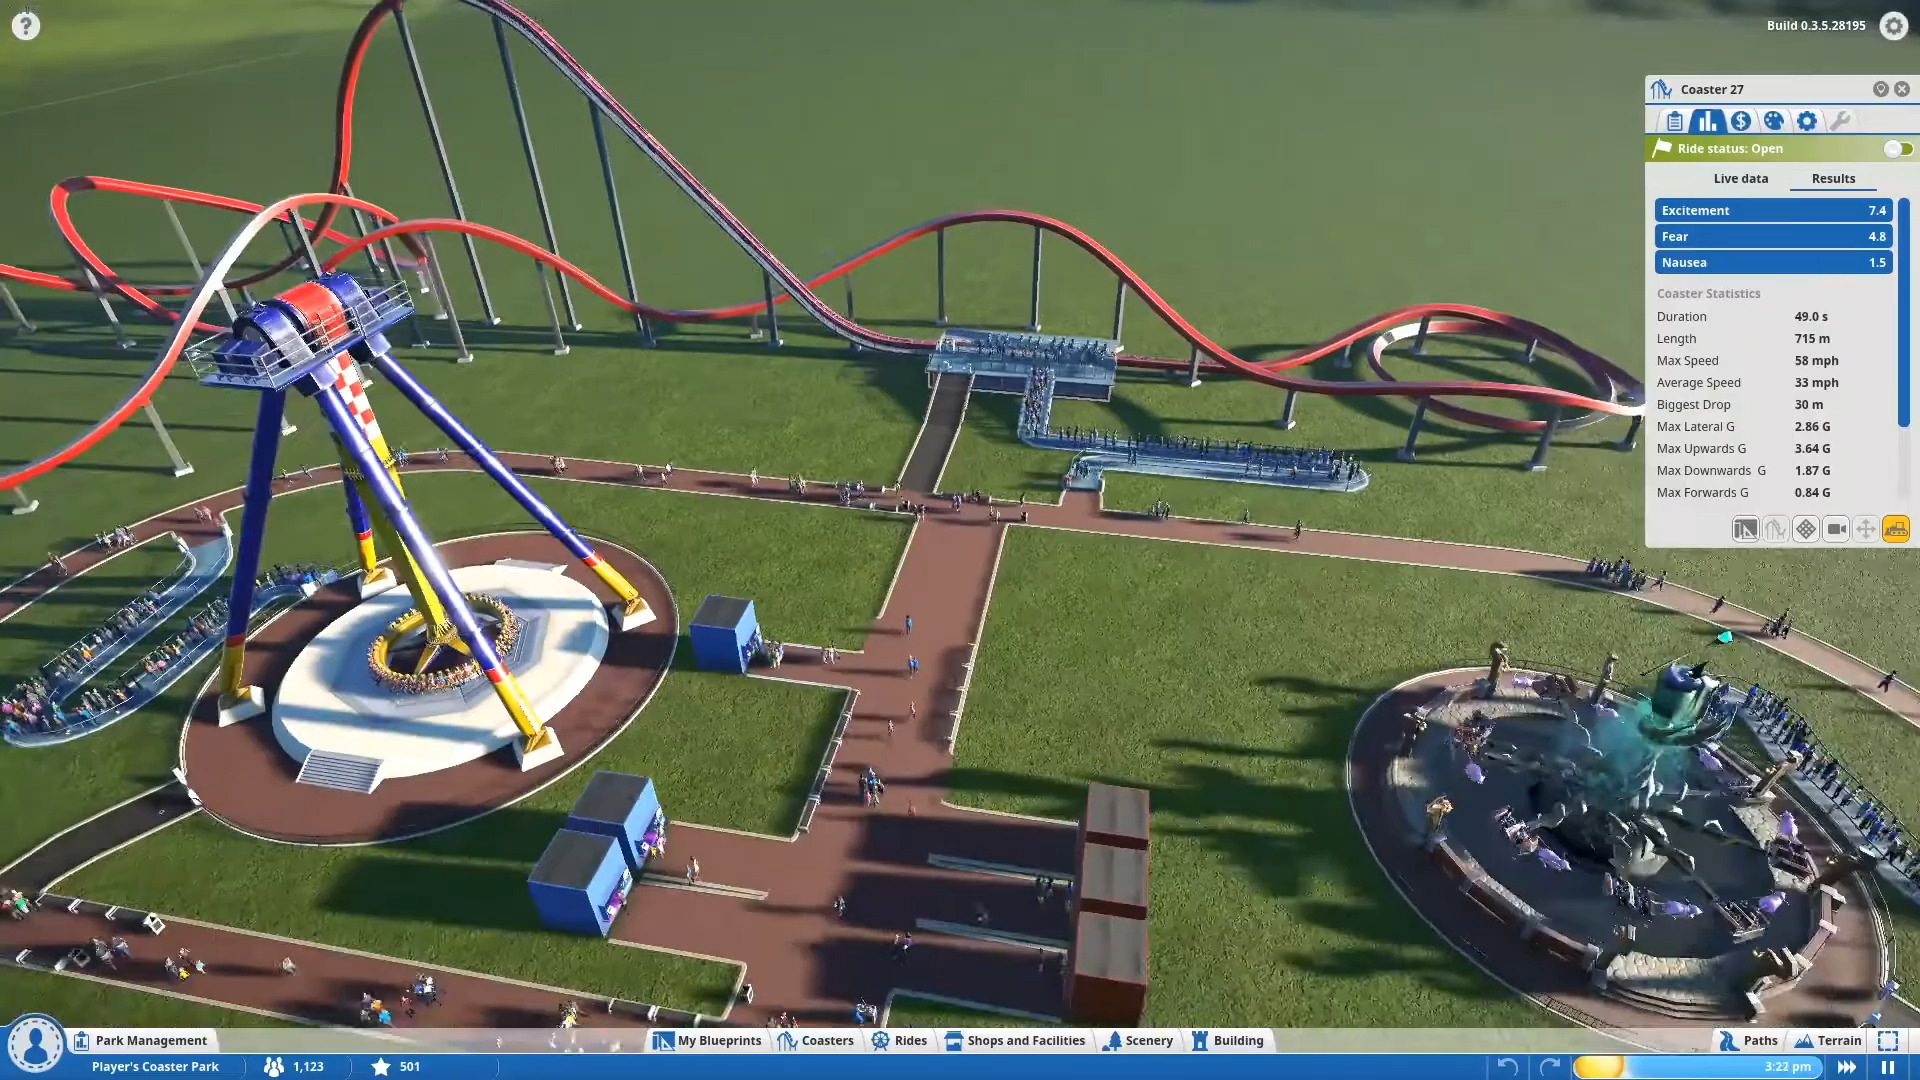 ?
Build 0.3.5.28195
Coaster 27
Ride status: Open
Live data Results
Excitement 7.4
Fear 4.8
Nausea 1.5
Coaster Statistics
Duration 49.0 s
Length 715 m
Max Speed 58 mph
Average Speed 33 mph
Biggest Drop 30 m
Max Lateral G 2.86 G
Max Upwards G 3.64 G
Max Downwards G 1.87 G
Max Forwards G 0.84 G
Park Management My Blueprints Coasters Rides Shops and Facilities Scenery Building Paths Terrain
Player's Coaster Park 1,123 501 3:22 pm